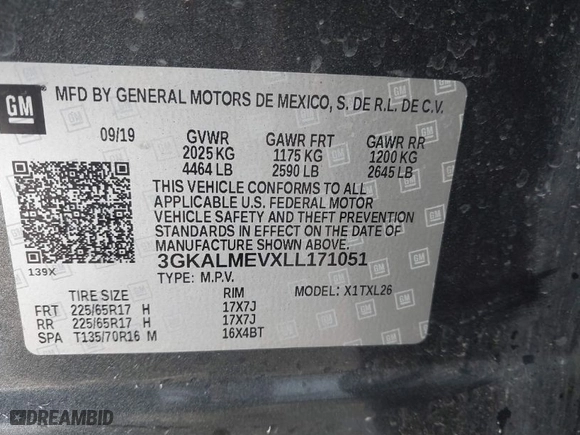 GM
MFD BY GENERAL MOTORS DE MEXICO, S. DE R.L. DE C.V.
09/19 GVWR GAWR FRT GAWR RR
2025 KG 1175 KG 1200 KG
4464 LB 2590 LB 2645 LB
THIS VEHICLE CONFORMS TO ALL
APPLICABLE U.S. FEDERAL MOTOR
VEHICLE SAFETY AND THEFT PREVENTION
STANDARDS IN EFFECT ON THE DATE OF
MANUFACTURE SHOWN ABOVE.
139X 3GKALMEVXLL171051
TYPE: M.P.V.
TIRE SIZE RIM MODEL: X1TXL26
FRT 225/65R17 H 17X7J
RR 225/65R17 H 17X7J
SPA T135/70R16 M 16X4BT
DREAMBID